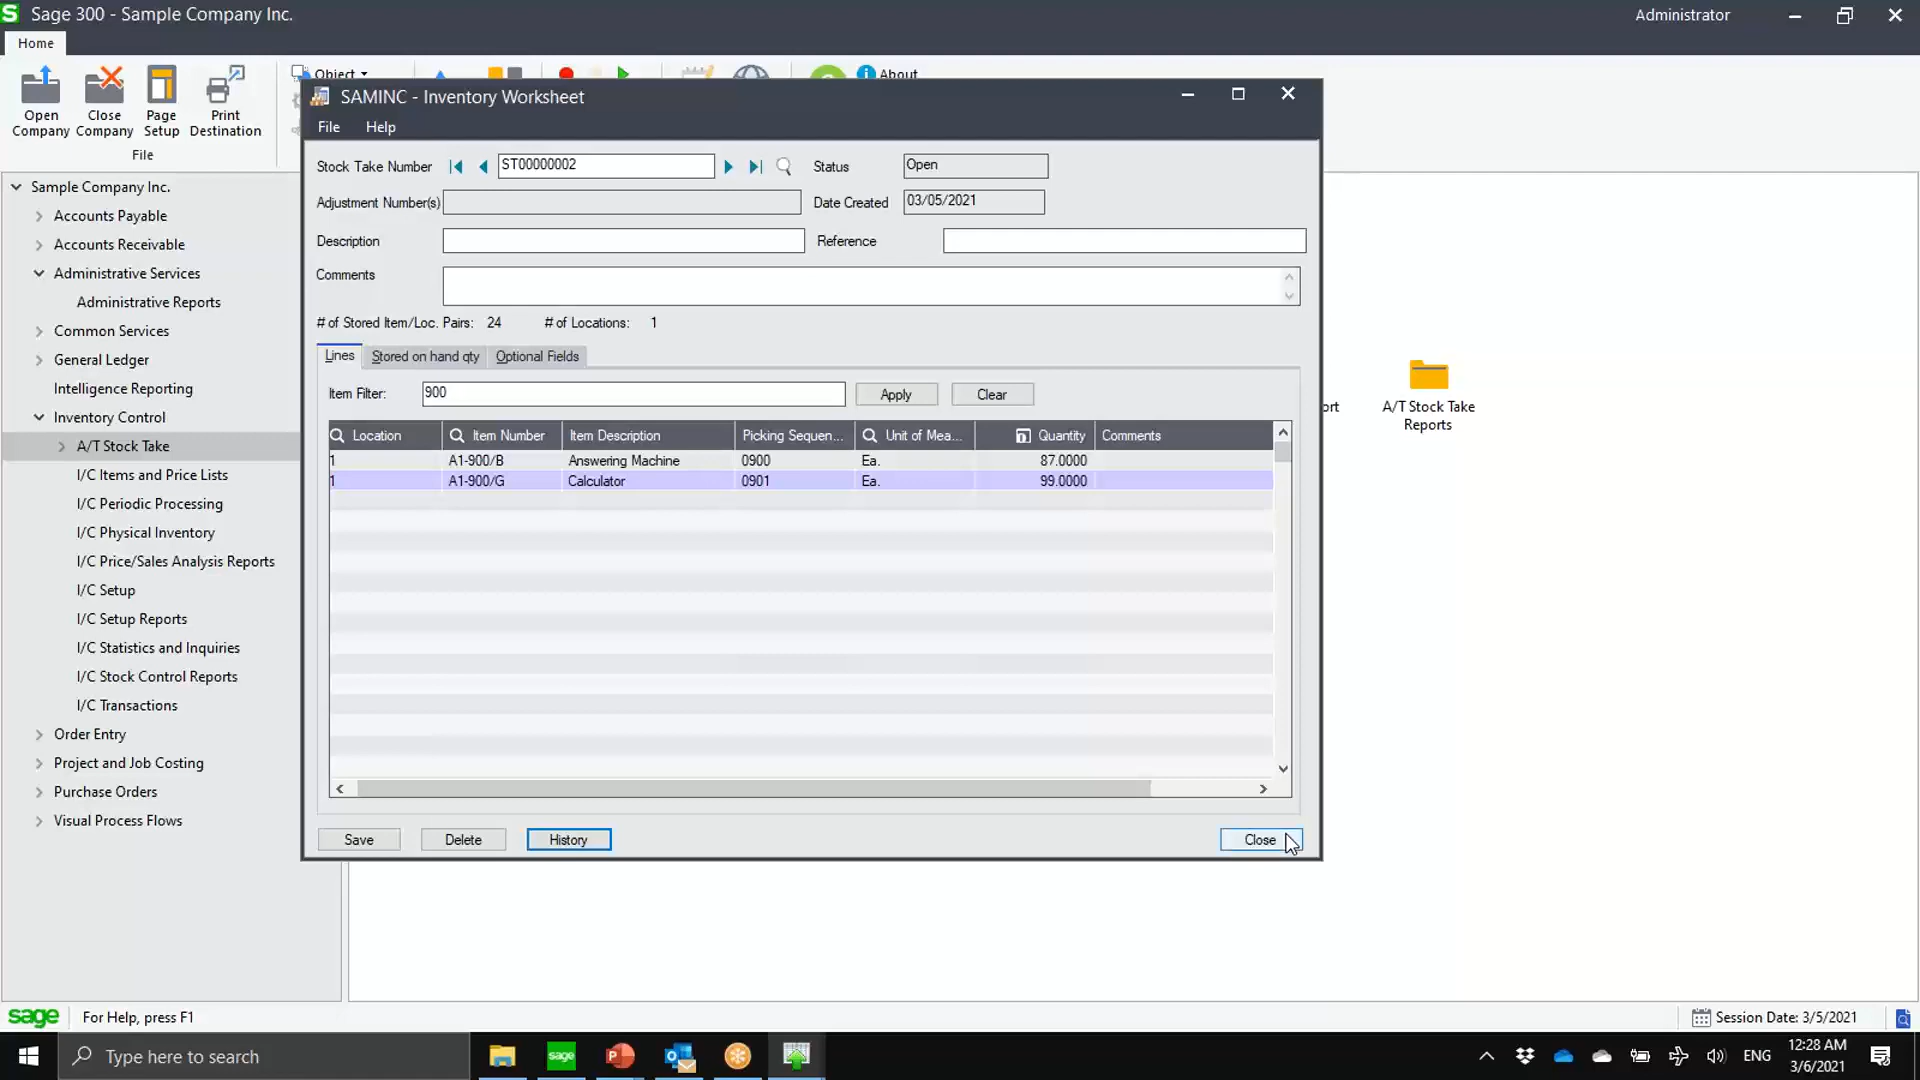 Sage 300 - Sample Company Inc.
Administrator
Home
Open Company
Close Company
Page Setup
Print Destination
File
Object
About
Sample Company Inc.
Accounts Payable
Accounts Receivable
Administrative Services
Administrative Reports
Common Services
General Ledger
Intelligence Reporting
Inventory Control
A/T Stock Take
I/C Items and Price Lists
I/C Periodic Processing
I/C Physical Inventory
I/C Price/Sales Analysis Reports
I/C Setup
I/C Setup Reports
I/C Statistics and Inquiries
I/C Stock Control Reports
I/C Transactions
Order Entry
Project and Job Costing
Purchase Orders
Visual Process Flows
SAMINC - Inventory Worksheet
File Help
Stock Take Number ST00000002 Status Open
Adjustment Number(s) Date Created 03/05/2021
Description Reference
Comments
# of Stored Item/Loc. Pairs: 24 # of Locations: 1
Lines Stored on hand qty Optional Fields
Item Filter: 900 Apply Clear
Location Item Number Item Description Picking Sequen... Unit of Mea... Quantity Comments
1 A1-900/B Answering Machine 0900 Ea. 87.0000
1 A1-900/G Calculator 0901 Ea. 99.0000
Save Delete History Close
ort
A/T Stock Take
Reports
sage For Help, press F1
Session Date: 3/5/2021
Type here to search
sage
ENG
12:28 AM
3/6/2021